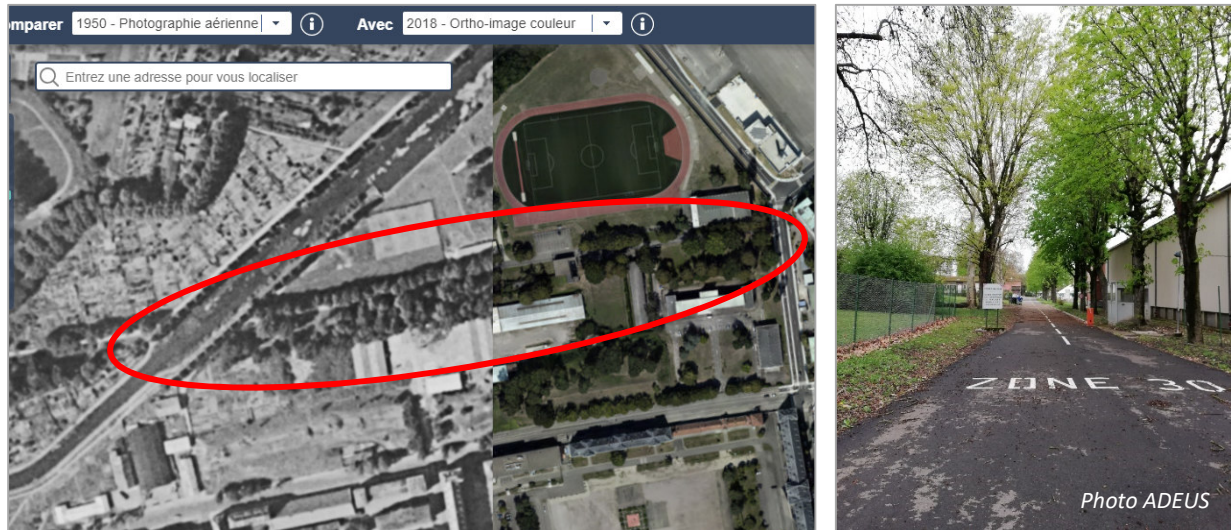 omparer 1950 - Photographie aérienne Avec 2018 - Ortho-image couleur
Entrez une adresse pour vous localiser
ZONE 30
Photo ADEUS